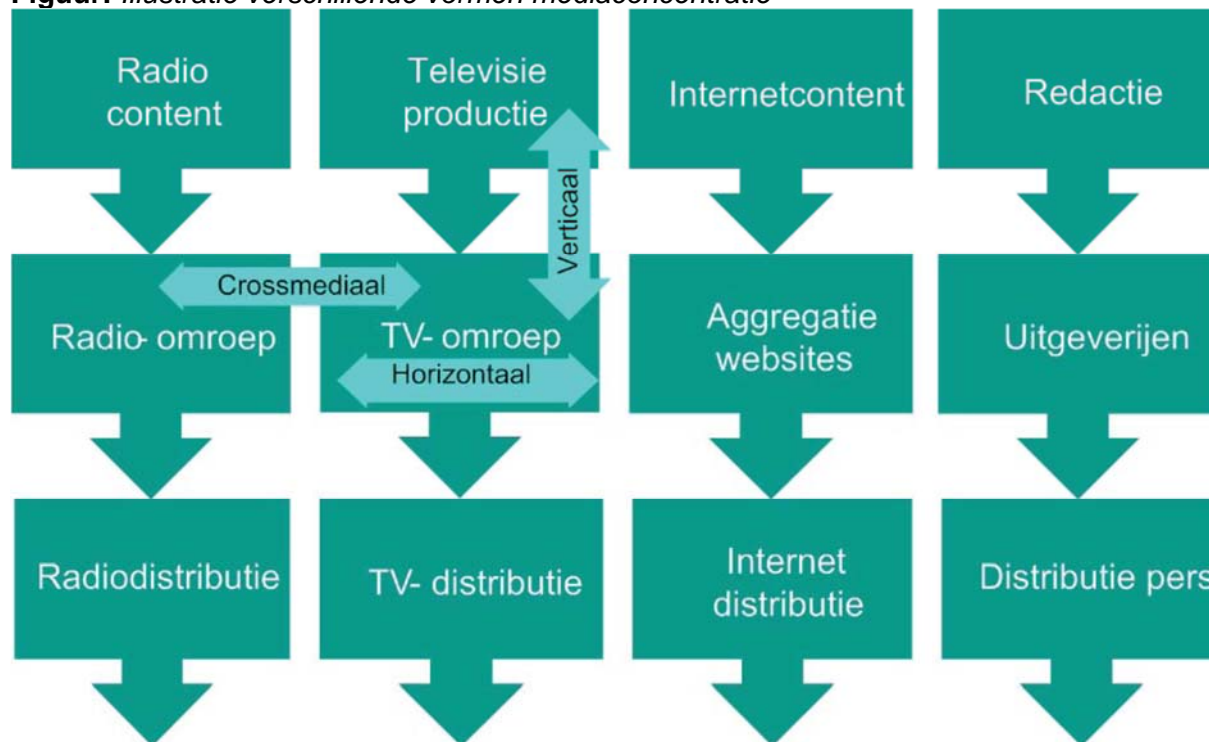 Radio
content
Televisie
productie
Internetcontent
Redactie
Verticaal
Crossmediaal
Radio- omroep
TV- omroep
Horizontaal
Aggregatie
websites
Uitgeverijen
Radiodistributie
TV- distributie
Internet
distributie
Distributie pers